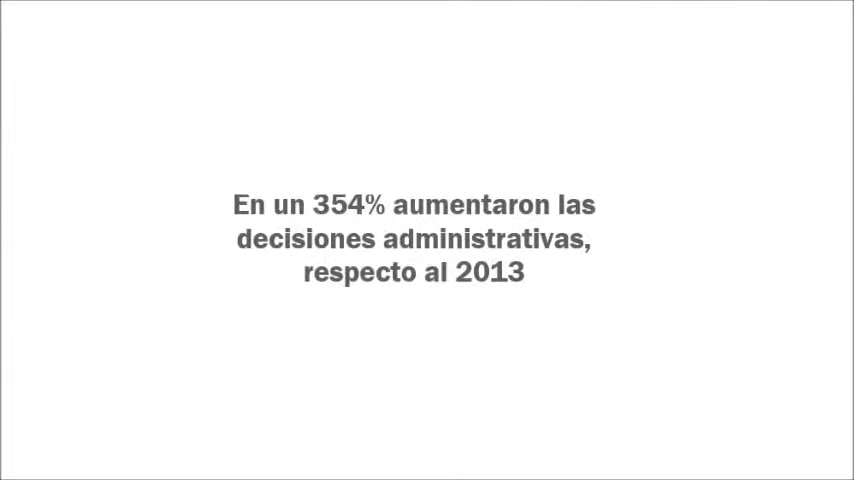 En un 354% aumentaron las
decisiones administrativas,
respecto al 2013